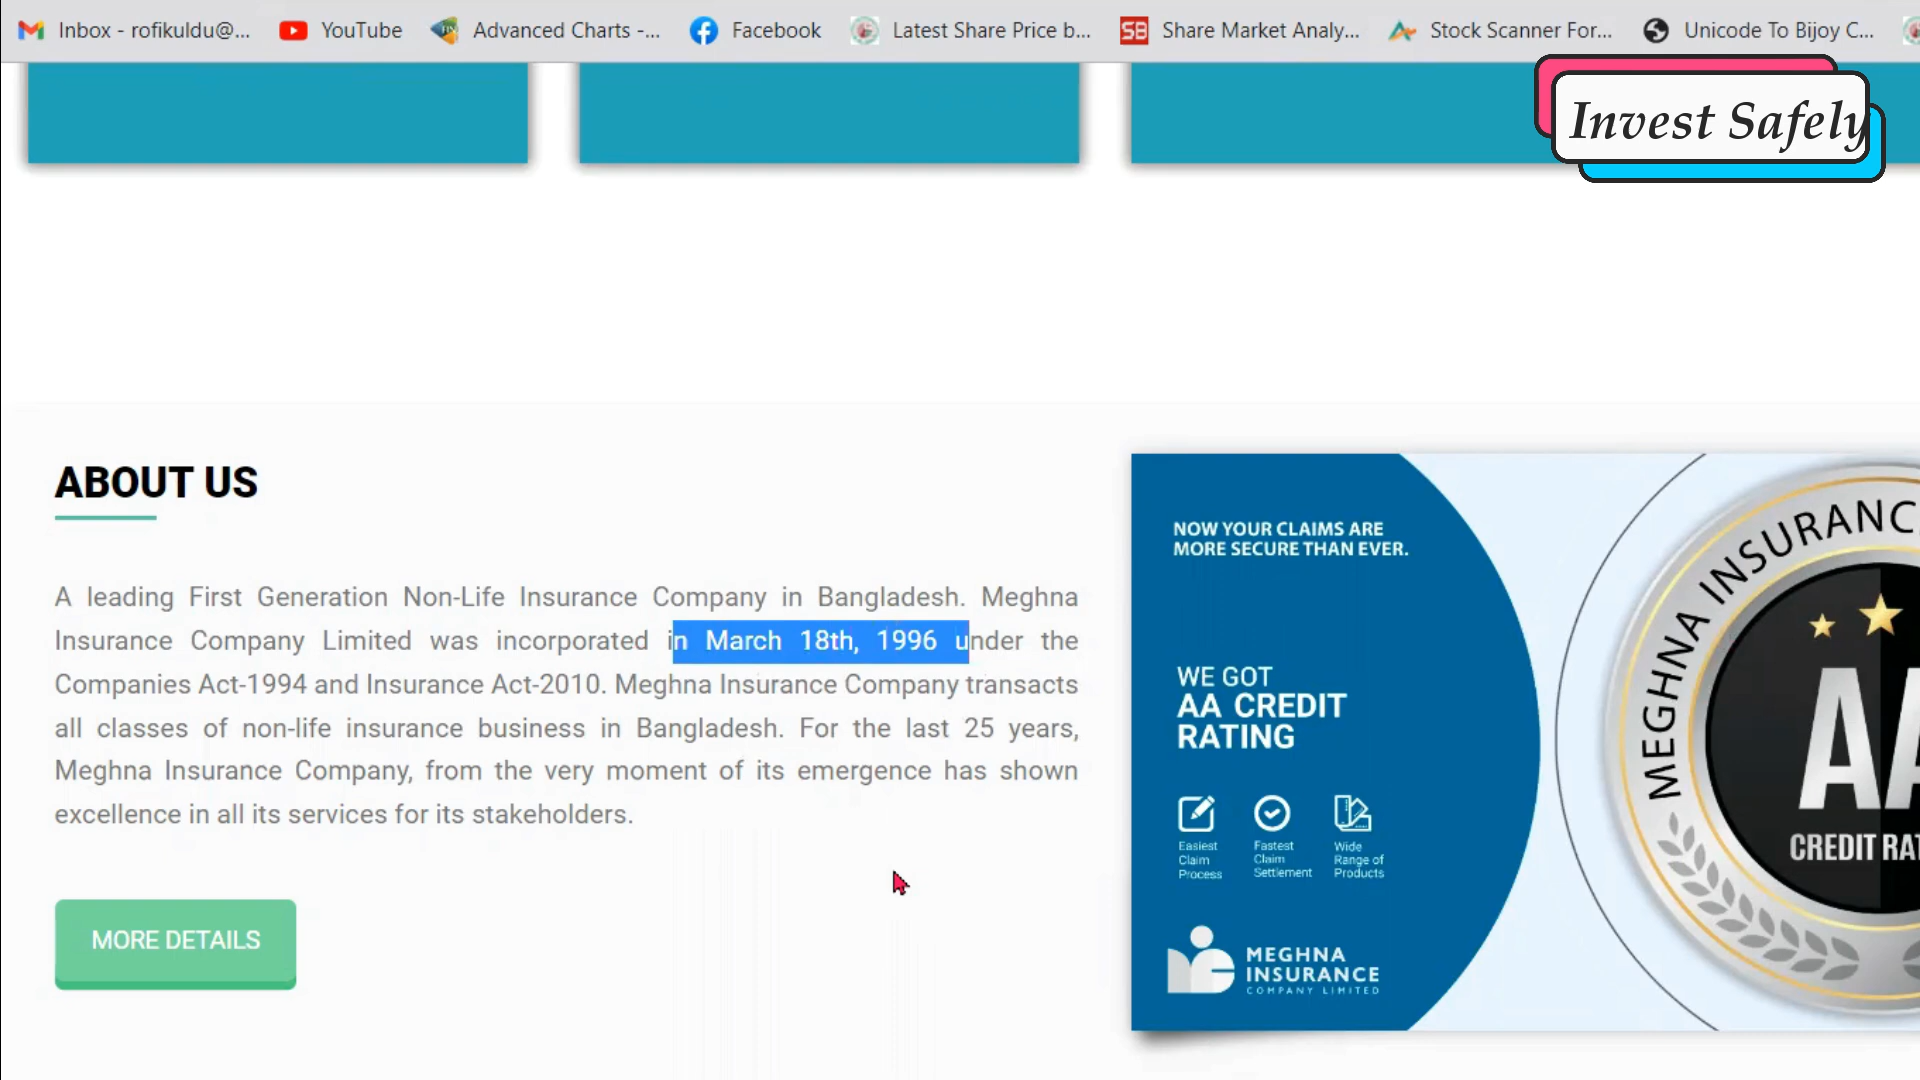 Inbox - rofikuldu@...
YouTube
Advanced Charts -...
Facebook
Latest Share Price b...
SB
Share Market Analy...
Stock Scanner For...
Unicode To Bijoy C...
Invest Safely
ABOUT US
A leading First Generation Non-Life Insurance Company in Bangladesh. Meghna
Insurance Company Limited was incorporated in March 18th, 1996 under the
Companies Act-1994 and Insurance Act-2010. Meghna Insurance Company transacts
all classes of non-life insurance business in Bangladesh. For the last 25 years,
Meghna Insurance Company, from the very moment of its emergence has shown
excellence in all its services for its stakeholders.
MORE DETAILS
NOW YOUR CLAIMS ARE
MORE SECURE THAN EVER.
WE GOT
AA CREDIT
RATING
Easiest
Claim
Process
Fastest
Claim
Settlement
Wide
Range of
Products
MEGHNA
INSURANCE
COMPANY LIMITED
MEGHNA INSURANC
AA
CREDIT RAT